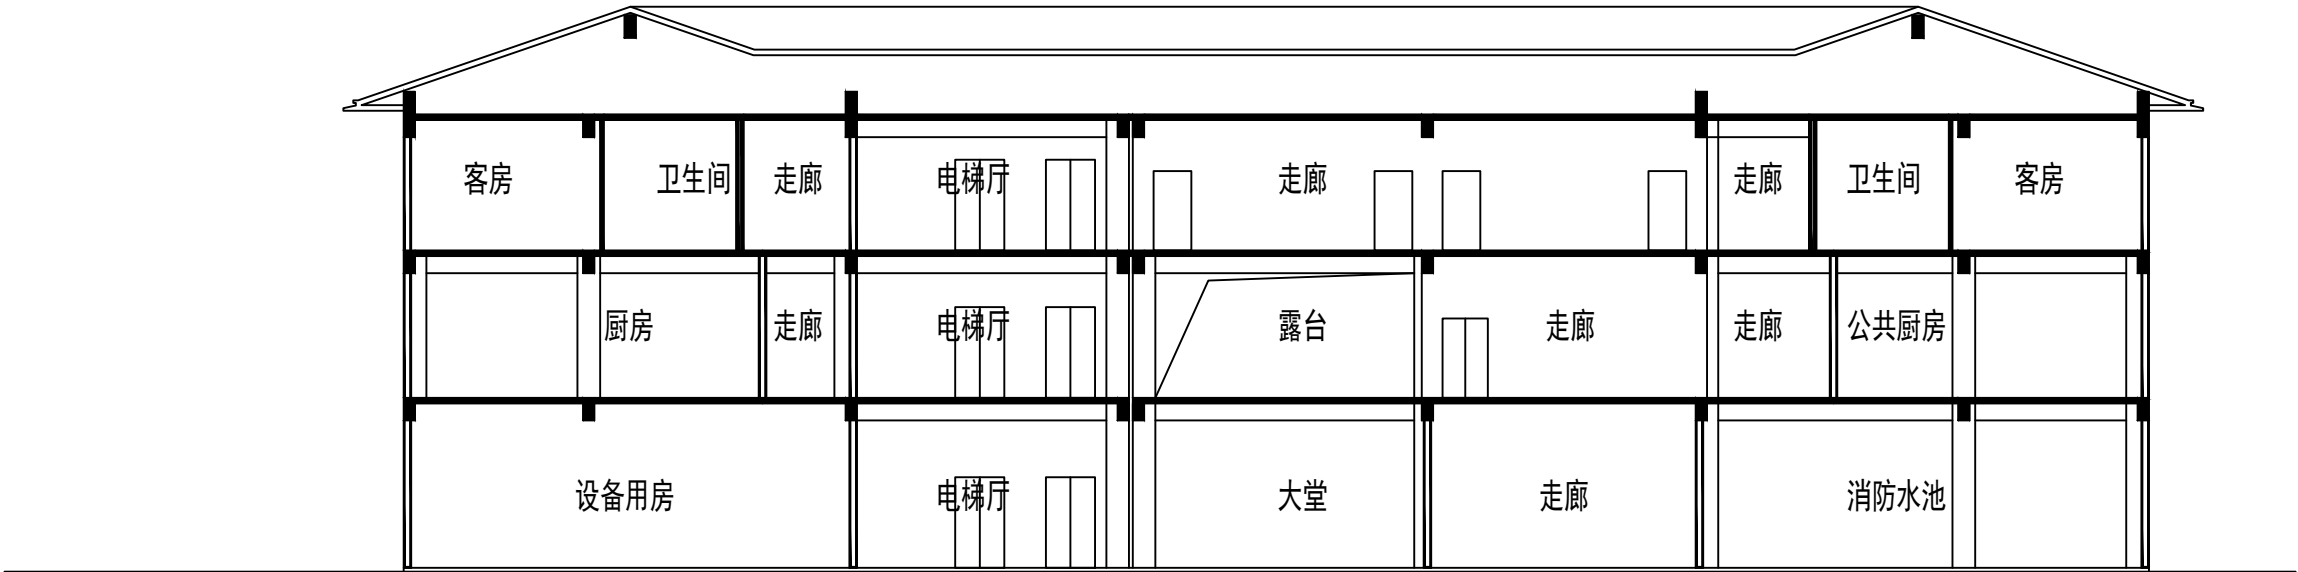 客房 卫生间 走廊 电梯厅 走廊 走廊 卫生间 客房
厨房 走廊 电梯厅 露台 走廊 走廊 公共厨房
设备用房 电梯厅 大堂 走廊 消防水池